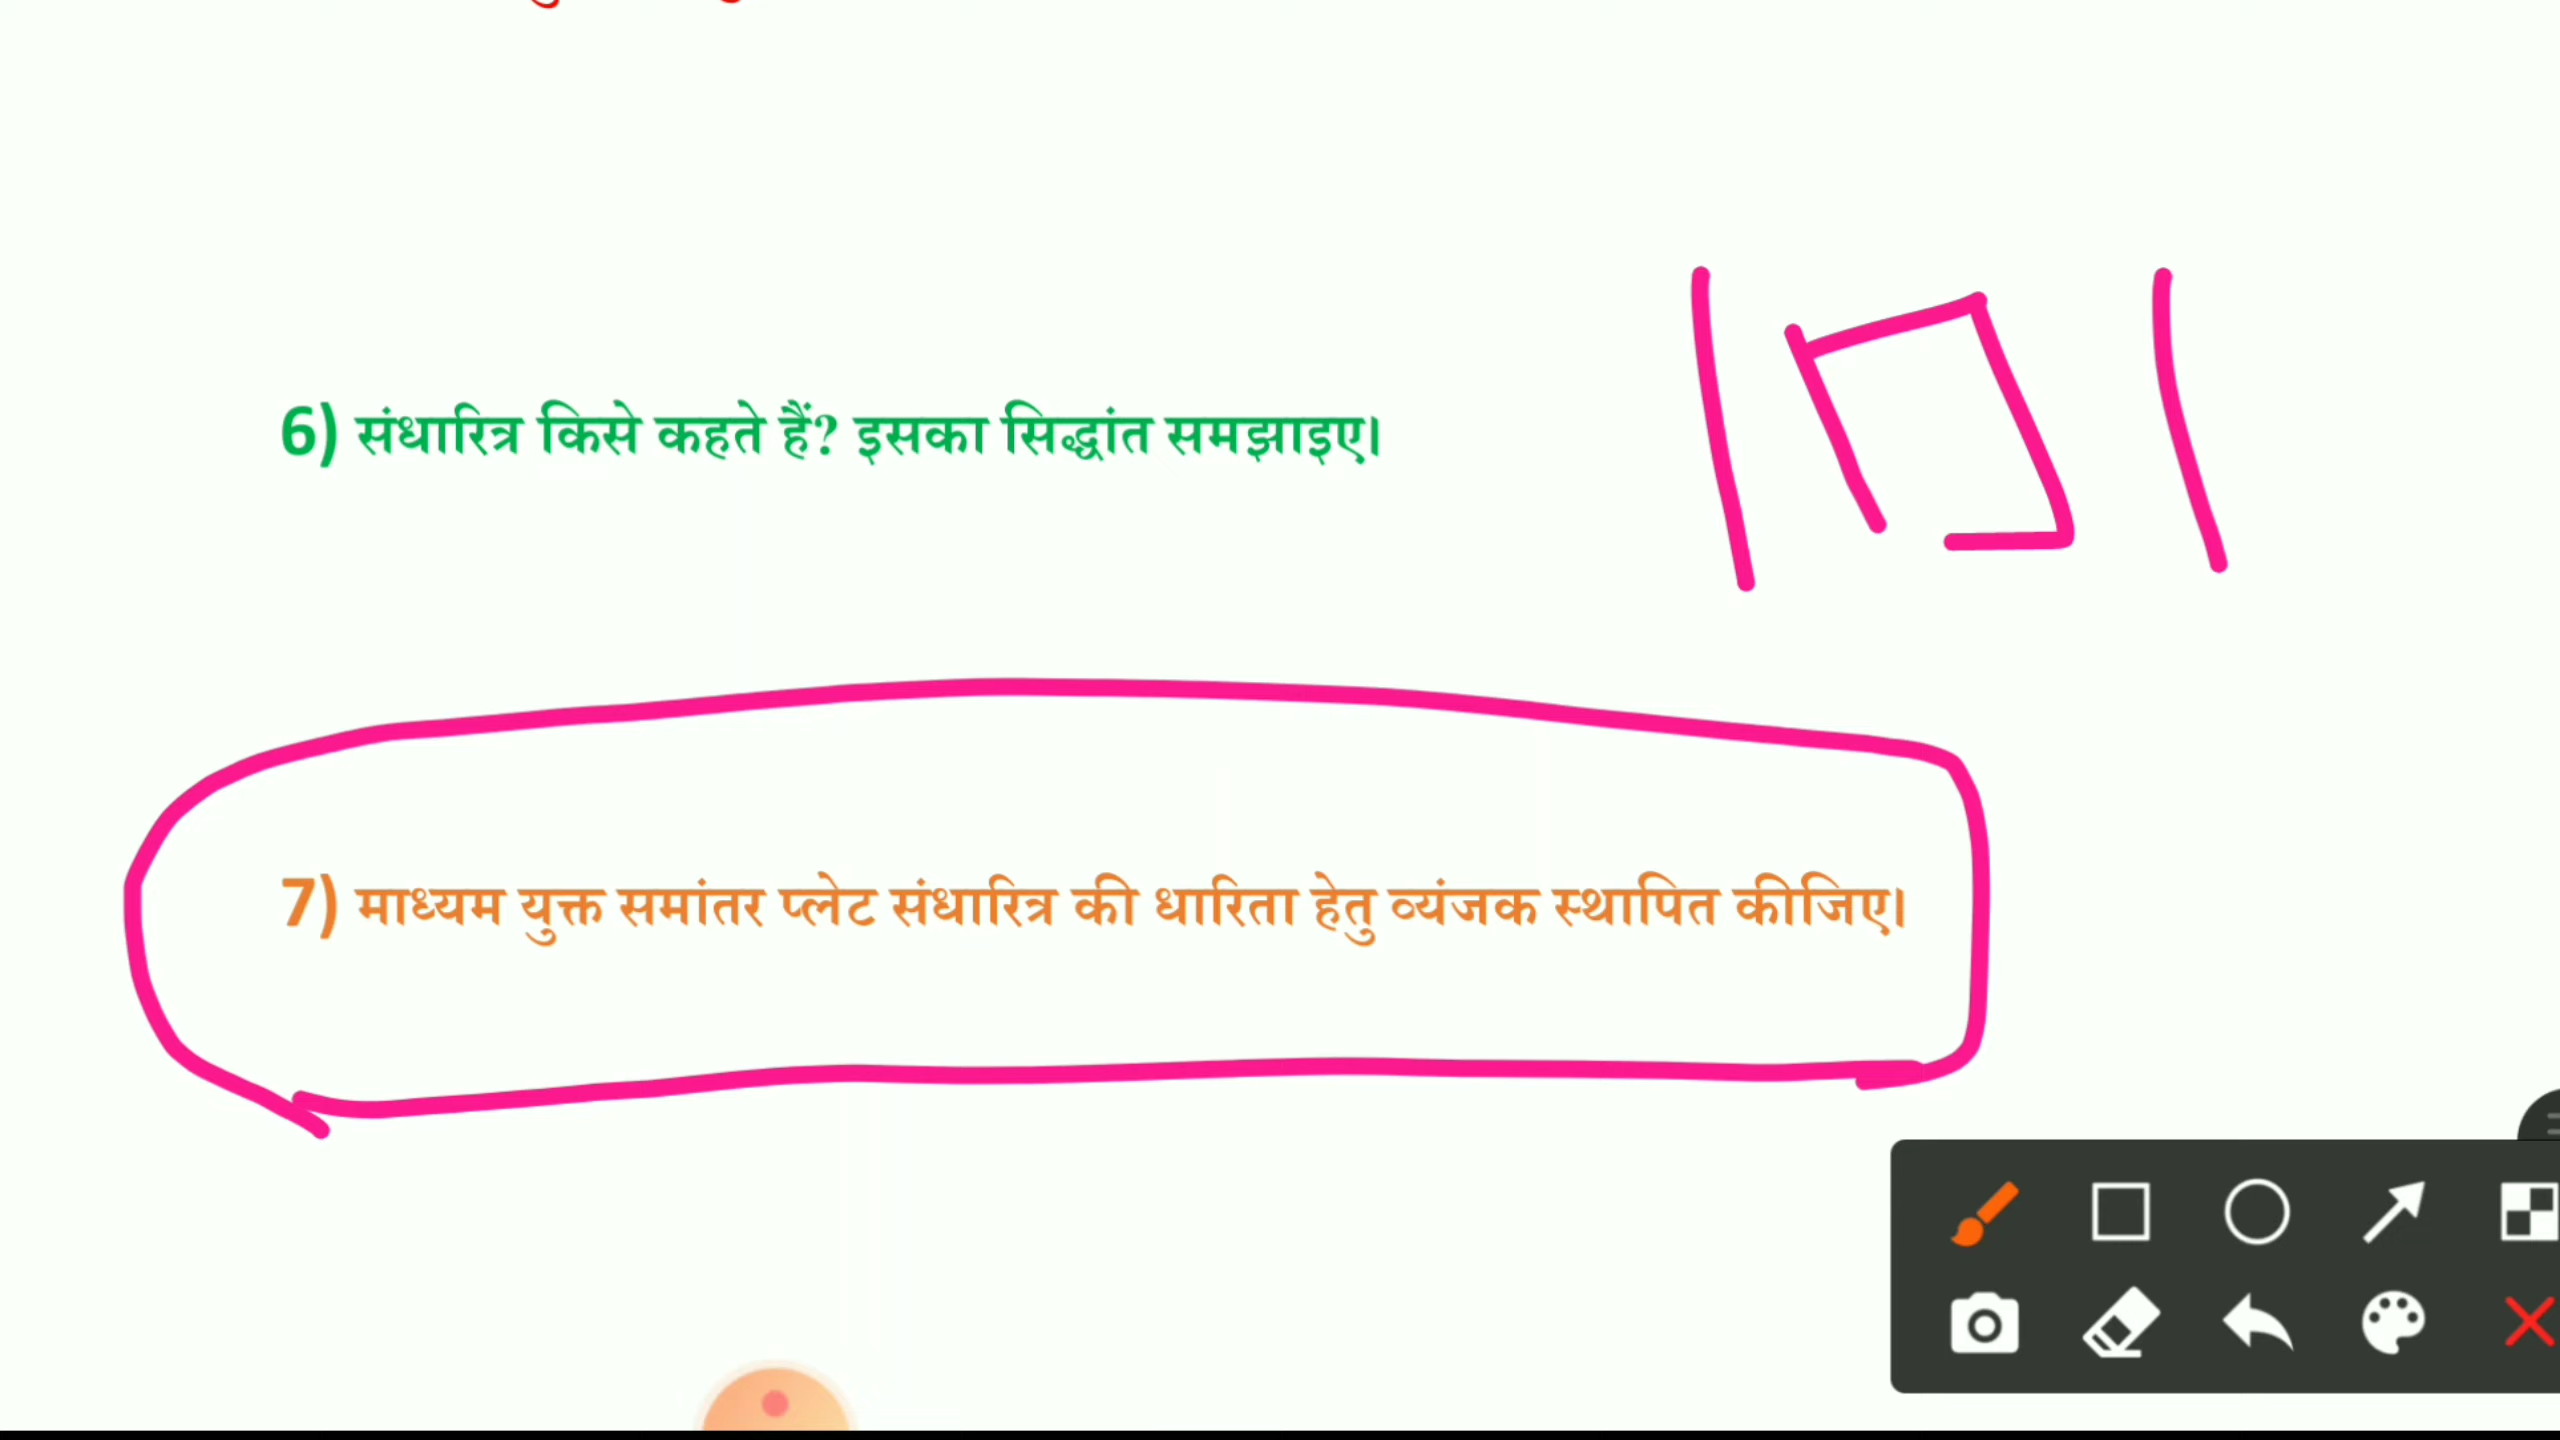 6) संधारित्र किसे कहते हैं? इसका सिद्धांत समझाइए।
7) माध्यम युक्त समांतर प्लेट संधारित्र की धारिता हेतु व्यंजक स्थापित कीजिए।